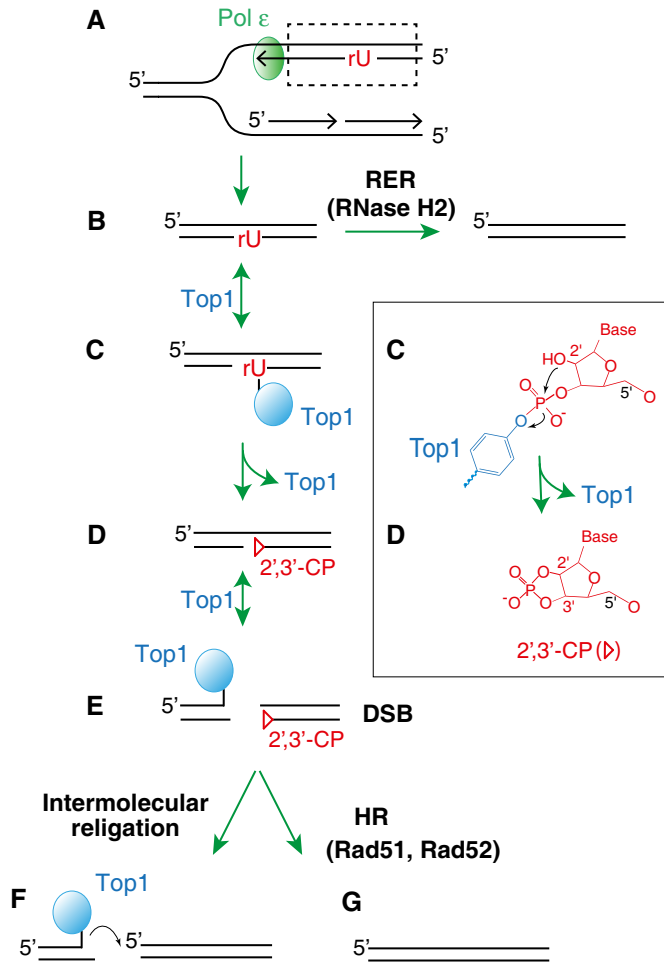 A
Pol ε
5'
rU
5'
5'
5'
B
5'
rU
RER
(RNase H2)
5'
Top1
C
5'
rU
Top1
Top1
D
5'
2',3'-CP
Top1
Top1
E
5'
2',3'-CP
DSB
C
Base
HO
2'
O
O
P
O
O-
O
5'
O
Top1
Top1
D
Base
O
O
2'
O
P
-O
O
3'
5'
O
2',3'-CP( )
Intermolecular
religation
HR
(Rad51, Rad52)
F
Top1
5'
5'
G
5'